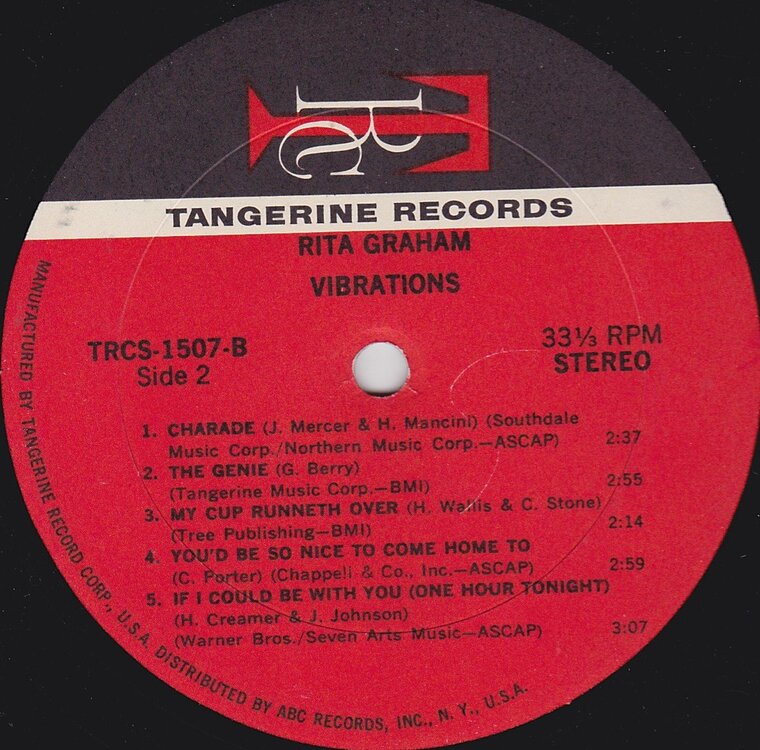 TRC
TANGERINE RECORDS
RITA GRAHAM
VIBRATIONS
TRCS-1507-B
Side 2
33⅓ RPM
STEREO
1. CHARADE (J. Mercer & H. Mancini) (Southdale
Music Corp./Northern Music Corp.—ASCAP) 2:37
2. THE GENIE (G. Berry)
(Tangerine Music Corp.—BMI) 2:55
3. MY CUP RUNNETH OVER (H. Wallis & C. Stone)
(Tree Publishing—BMI) 2:14
4. YOU'D BE SO NICE TO COME HOME TO
(C. Porter) (Chappell & Co., Inc.—ASCAP) 2:59
5. IF I COULD BE WITH YOU (ONE HOUR TONIGHT)
(H. Creamer & J. Johnson)
(Warner Bros./Seven Arts Music—ASCAP) 3:07
MANUFACTURED BY TANGERINE RECORD CORP., U.S.A. DISTRIBUTED BY ABC RECORDS, INC., N. Y., U.S.A.